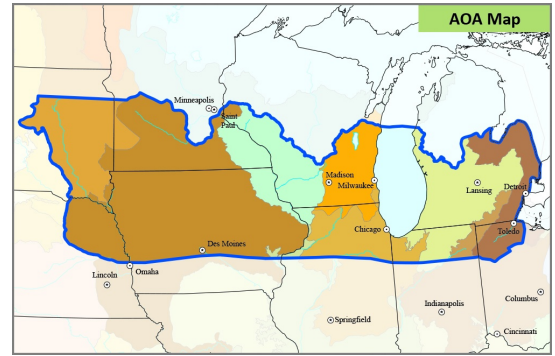 AOA Map
Minneapolis
Saint
Paul
Madison
Milwaukee
Lansing
Detroit
Chicago
Toledo
Des Moines
Omaha
Lincoln
Springfield
Indianapolis
Columbus
Cincinnati